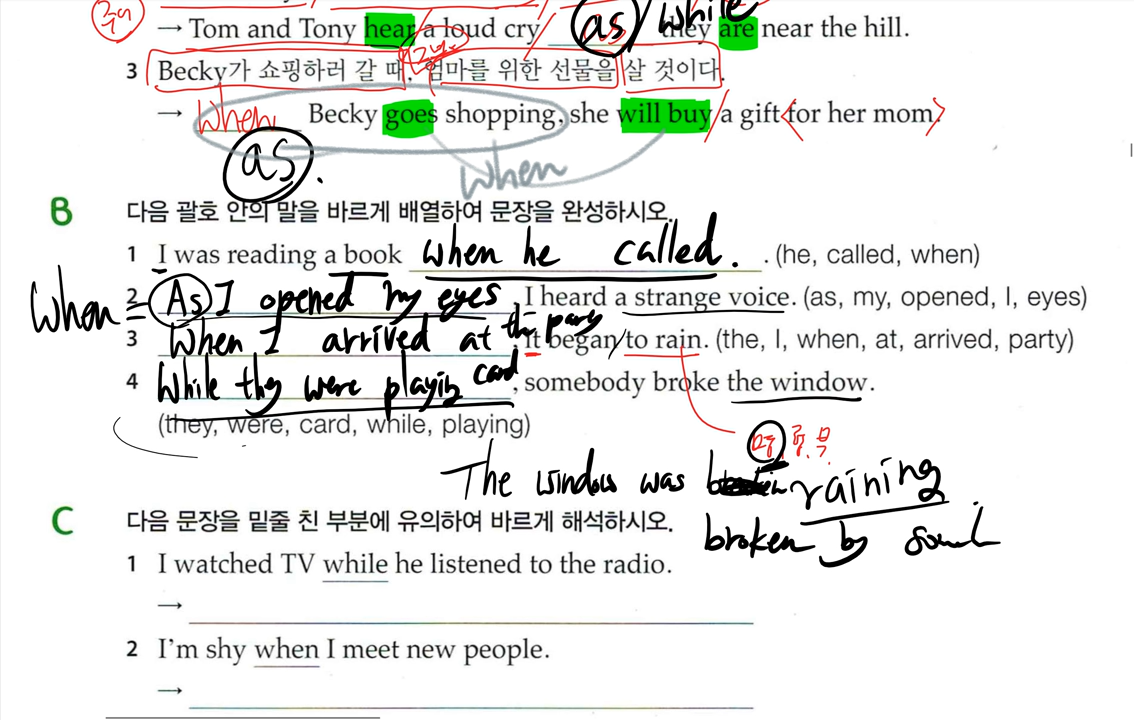 주어
→ Tom and Tony hear a loud cry as / while they are near the hill.
3 Becky가 쇼핑하러 갈 때, 그녀는 엄마를 위한 선물을 살 것이다.
→ When Becky goes shopping, she will buy a gift for her mom
as.
when
B 다음 괄호 안의 말을 바르게 배열하여 문장을 완성하시오.
1 I was reading a book when he called. . (he, called, when)
When 2 As I opened my eyes, I heard a strange voice. (as, my, opened, I, eyes)
3 When I arrived at the party, it began to rain. (the, I, when, at, arrived, party)
4 While they were playing card, somebody broke the window.
(they, were, card, while, playing)
The window was raining
broken by
C 다음 문장을 밑줄 친 부분에 유의하여 바르게 해석하시오.
1 I watched TV while he listened to the radio.
→
2 I'm shy when I meet new people.
→